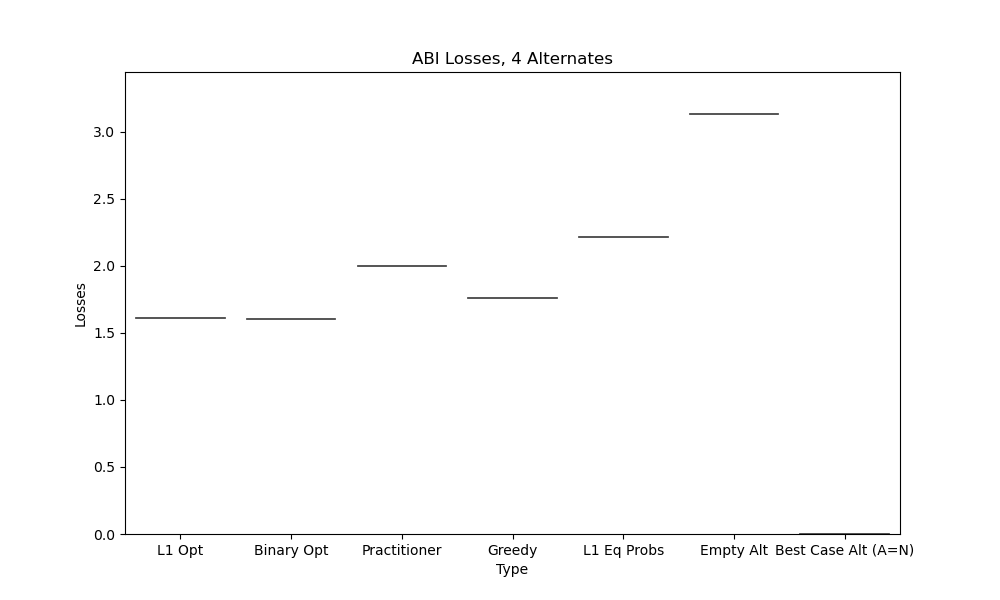 ABI Losses, 4 Alternates
Losses
3.0
2.5
2.0
1.5
1.0
0.5
0.0
L1 Opt Binary Opt Practitioner Greedy L1 Eq Probs Empty Alt Best Case Alt (A=N)
Type